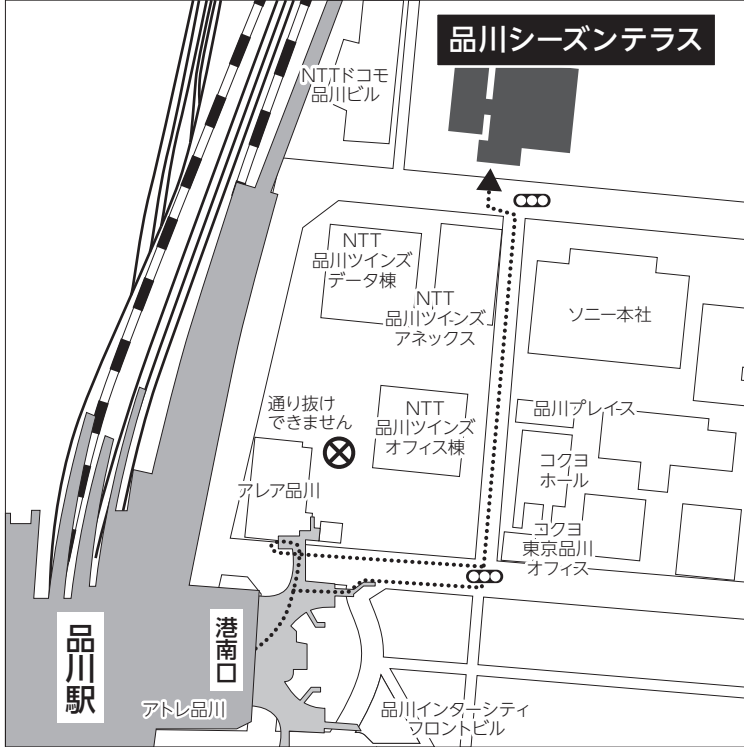 品川シーズンテラス
NTTドコモ
品川ビル
NTT
品川ツインズ
データ棟
NTT
品川ツインズ
アネックス
ソニー本社
通り抜け
できません
NTT
品川ツインズ
オフィス棟
品川プレイス
コクヨ
ホール
アレア品川
コクヨ
東京品川
オフィス
品川駅
港南口
アトレ品川
品川インターシティ
フロントビル